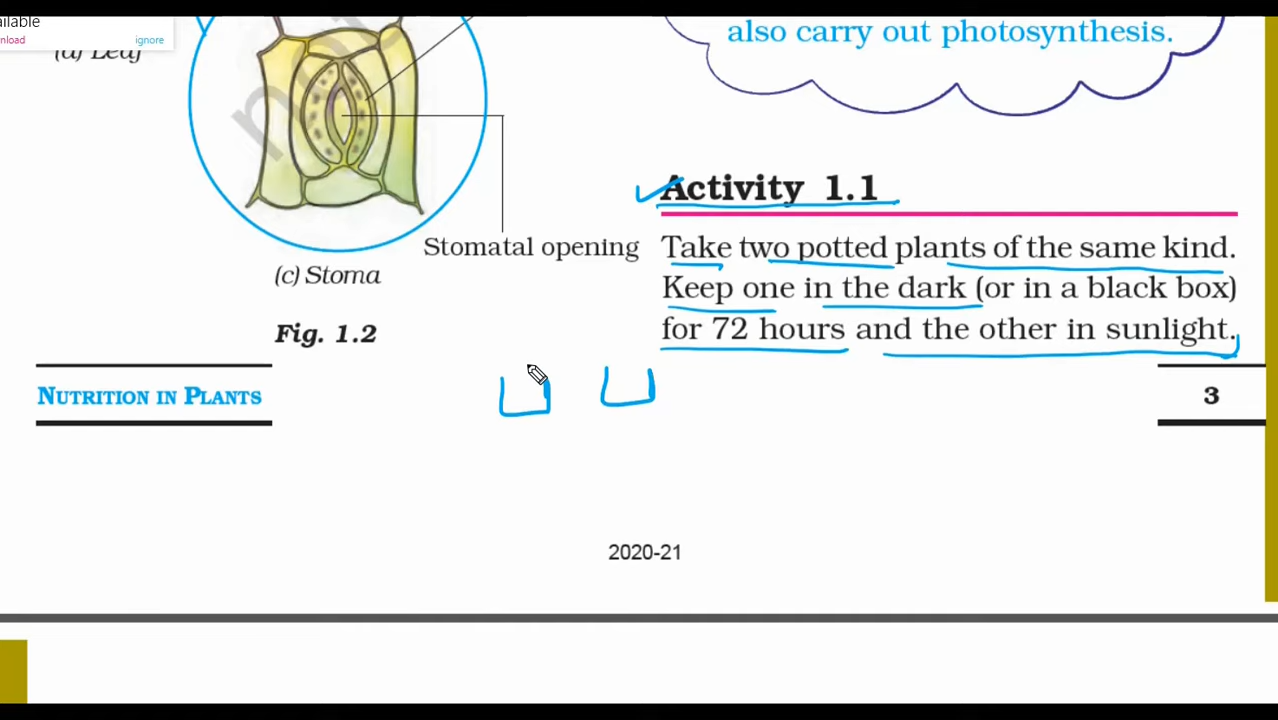 ailable
nload ignore
(a) Leaf
also carry out photosynthesis.
Activity 1.1
Stomatal opening
(c) Stoma
Fig. 1.2
Take two potted plants of the same kind.
Keep one in the dark (or in a black box)
for 72 hours and the other in sunlight.
NUTRITION IN PLANTS
3
2020-21